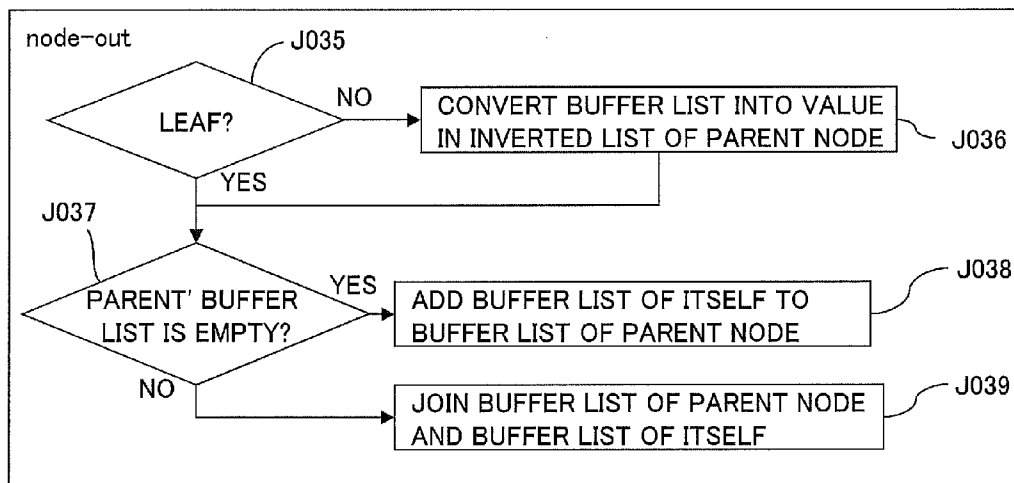 node-out
J035
LEAF?
NO
CONVERT BUFFER LIST INTO VALUE
IN INVERTED LIST OF PARENT NODE
J036
YES
J037
PARENT' BUFFER
LIST IS EMPTY?
YES
ADD BUFFER LIST OF ITSELF TO
BUFFER LIST OF PARENT NODE
J038
NO
JOIN BUFFER LIST OF PARENT NODE
AND BUFFER LIST OF ITSELF
J039